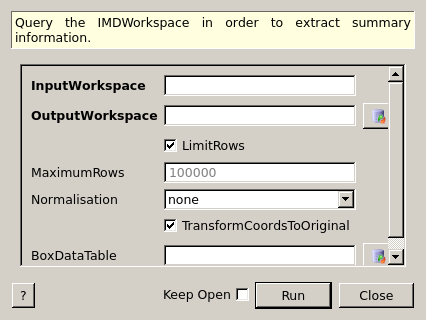 Query the IMDWorkspace in order to extract summary
information.
InputWorkspace
OutputWorkspace
LimitRows
MaximumRows 100000
Normalisation none
TransformCoordsToOriginal
BoxDataTable
? Keep Open Run Close